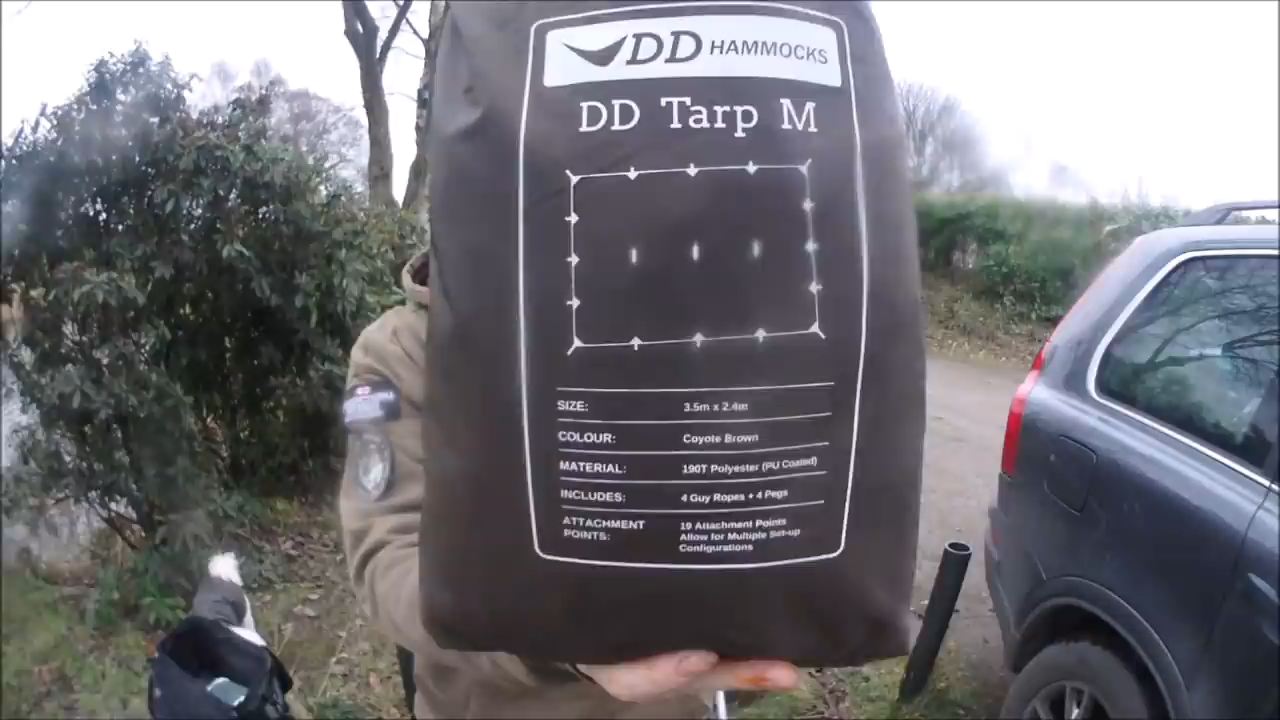 DD HAMMOCKS
DD Tarp M
SIZE: 3.5m x 2.4m
COLOUR: Coyote Brown
MATERIAL: 190T Polyester (PU Coated)
INCLUDES: 4 Guy Ropes + 4 Pegs
ATTACHMENT POINTS: 19 Attachment Points
Allow for Multiple Set-up
Configurations